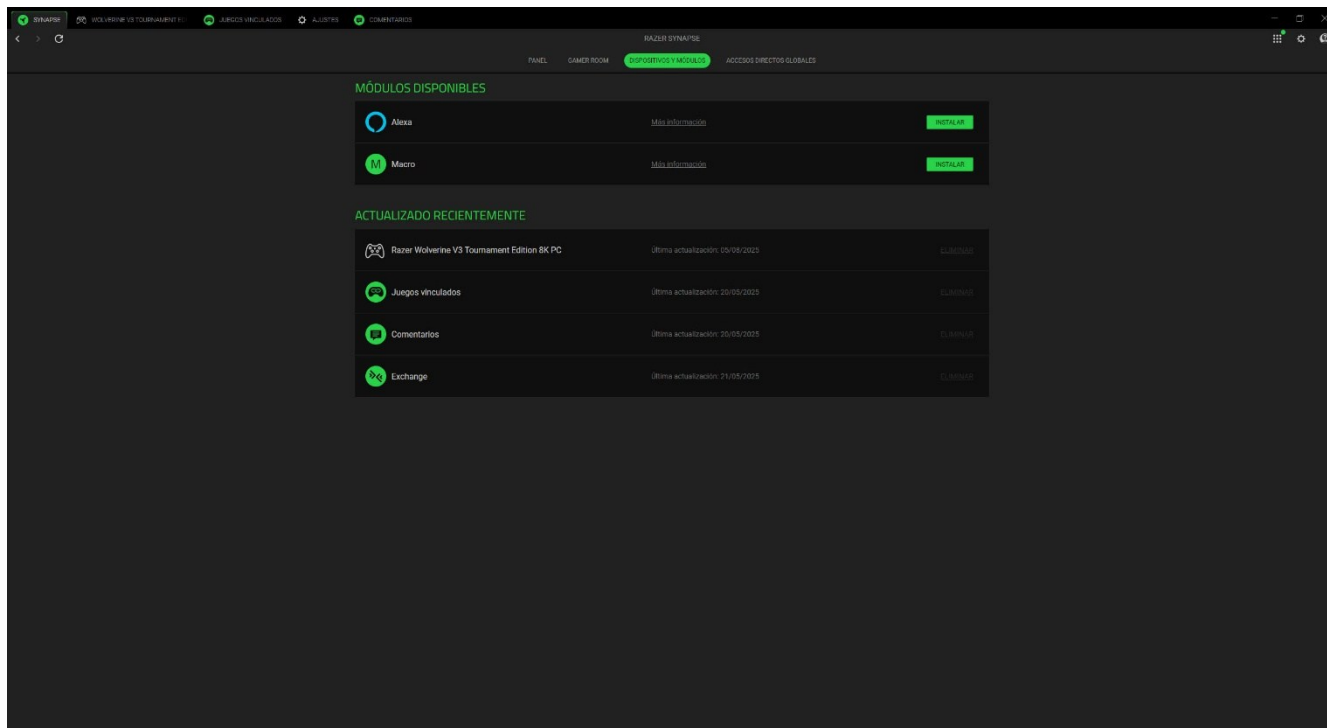 SYNAPSE WOLVERINE V3 TOURNAMENT EDI JUEGOS VINCULADOS AJUSTES COMENTARIOS
RAZER SYNAPSE
PANEL GAMER ROOM DISPOSITIVOS Y MÓDULOS ACCESOS DIRECTOS GLOBALES
MÓDULOS DISPONIBLES
Alexa Más información INSTALAR
M Macro Más información INSTALAR
ACTUALIZADO RECIENTEMENTE
Razer Wolverine V3 Tournament Edition 8K PC Última actualización: 05/08/2025 ELIMINAR
Juegos vinculados Última actualización: 20/05/2025 ELIMINAR
Comentarios Última actualización: 20/05/2025 ELIMINAR
Exchange Última actualización: 21/05/2025 ELIMINAR